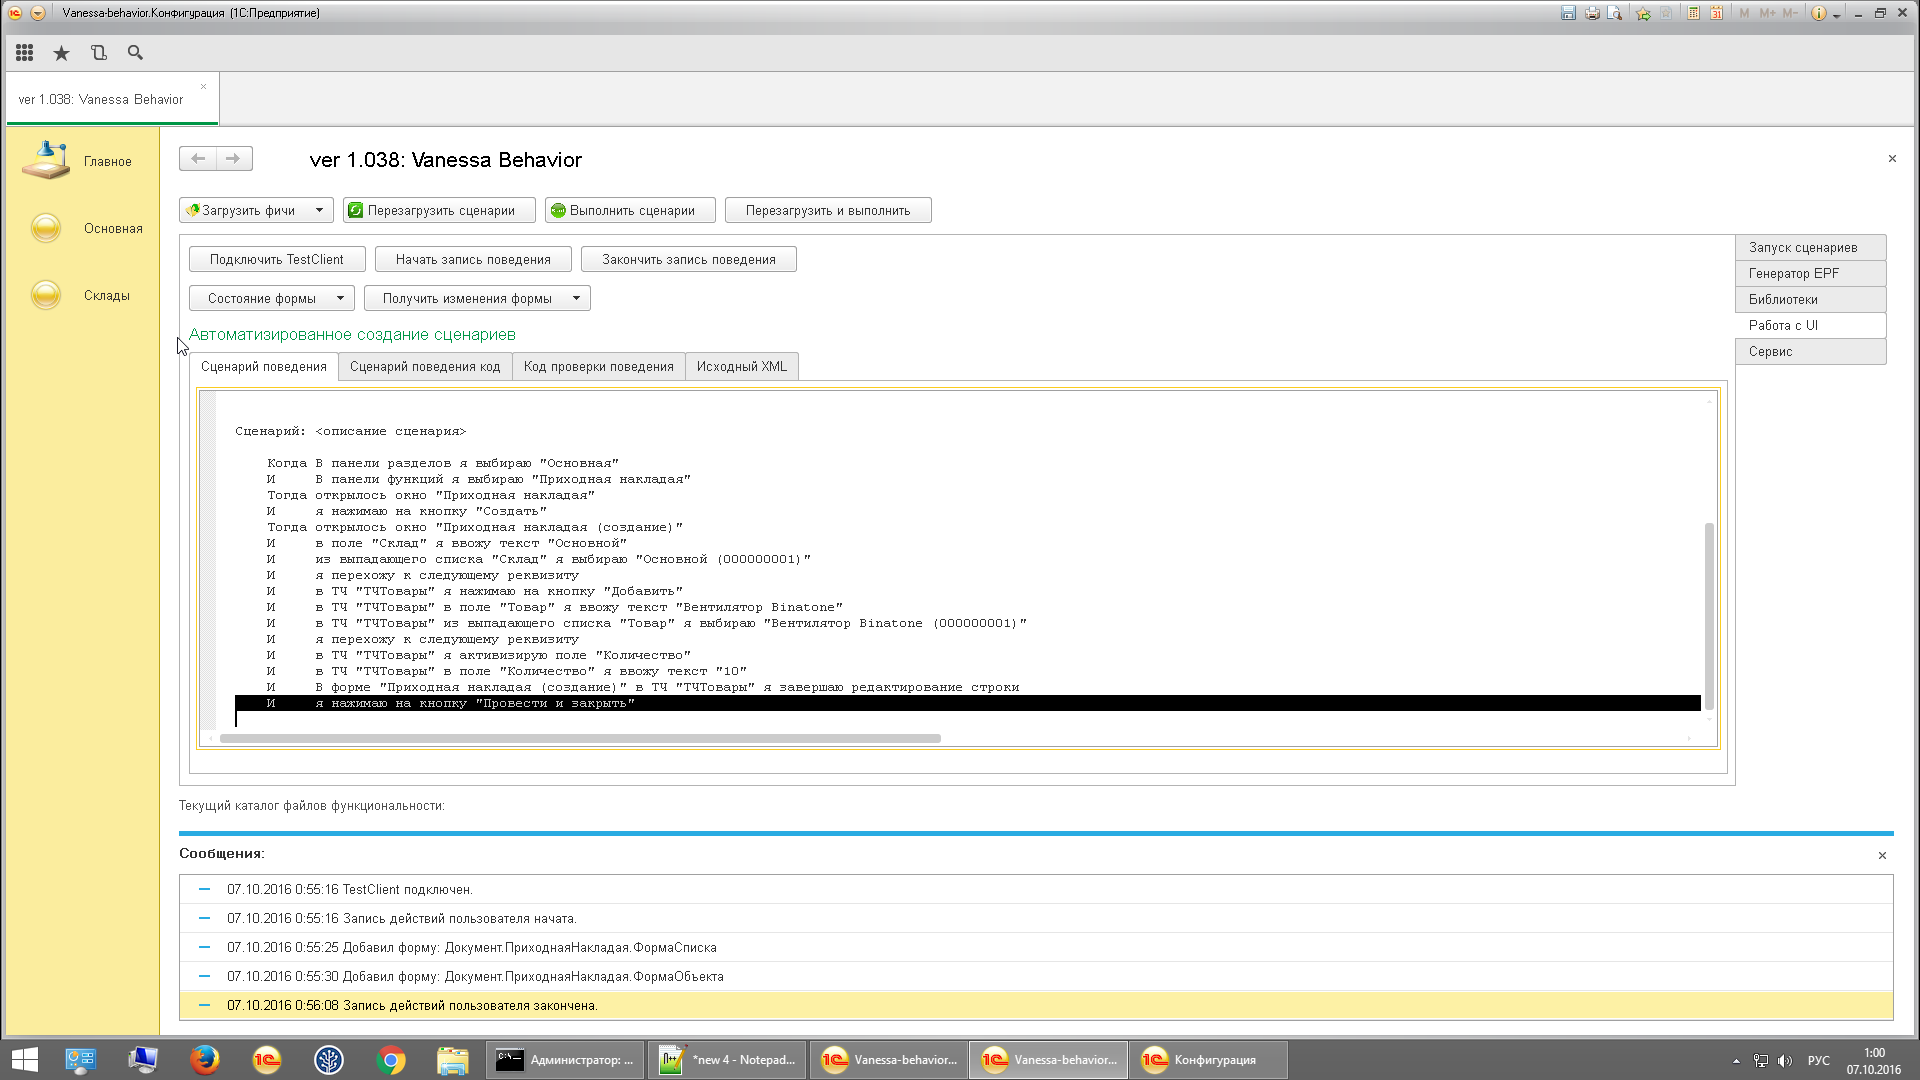 Vanessa-behavior.Конфигурация (1С:Предприятие)
M M+ M-
31
ver 1.038: Vanessa Behavior
Главное
Основная
Склады
ver 1.038: Vanessa Behavior
Загрузить фичи
Перезагрузить сценарии
Выполнить сценарии
Перезагрузить и выполнить
Подключить TestClient
Начать запись поведения
Закончить запись поведения
Состояние формы
Получить изменения формы
Запуск сценариев
Генератор EPF
Библиотеки
Работа с UI
Сервис
Автоматизированное создание сценариев
Сценарий поведения
Сценарий поведения код
Код проверки поведения
Исходный XML
Сценарий: <описание сценария>
Когда В панели разделов я выбираю "Основная"
И В панели функций я выбираю "Приходная накладая"
Тогда открылось окно "Приходная накладая"
И я нажимаю на кнопку "Создать"
Тогда открылось окно "Приходная накладая (создание)"
И в поле "Склад" я ввожу текст "Основной"
И из выпадающего списка "Склад" я выбираю "Основной (000000001)"
И я перехожу к следующему реквизиту
И в ТЧ "ТЧТовары" я нажимаю на кнопку "Добавить"
И в ТЧ "ТЧТовары" в поле "Товар" я ввожу текст "Вентилятор Binatone"
И в ТЧ "ТЧТовары" из выпадающего списка "Товар" я выбираю "Вентилятор Binatone (000000001)"
И я перехожу к следующему реквизиту
И в ТЧ "ТЧТовары" я активизирую поле "Количество"
И в ТЧ "ТЧТовары" в поле "Количество" я ввожу текст "10"
И В форме "Приходная накладая (создание)" в ТЧ "ТЧТовары" я завершаю редактирование строки
И я нажимаю на кнопку "Провести и закрыть"
Текущий каталог файлов функциональности:
Сообщения:
07.10.2016 0:55:16 TestClient подключен.
07.10.2016 0:55:16 Запись действий пользователя начата.
07.10.2016 0:55:25 Добавил форму: Документ.ПриходнаяНакладая.ФормаСписка
07.10.2016 0:55:30 Добавил форму: Документ.ПриходнаяНакладая.ФормаОбъекта
07.10.2016 0:56:08 Запись действий пользователя закончена.
Администратор: ...
*new 4 - Notepad...
Vanessa-behavior...
Vanessa-behavior...
Конфигурация
РУС
1:00
07.10.2016